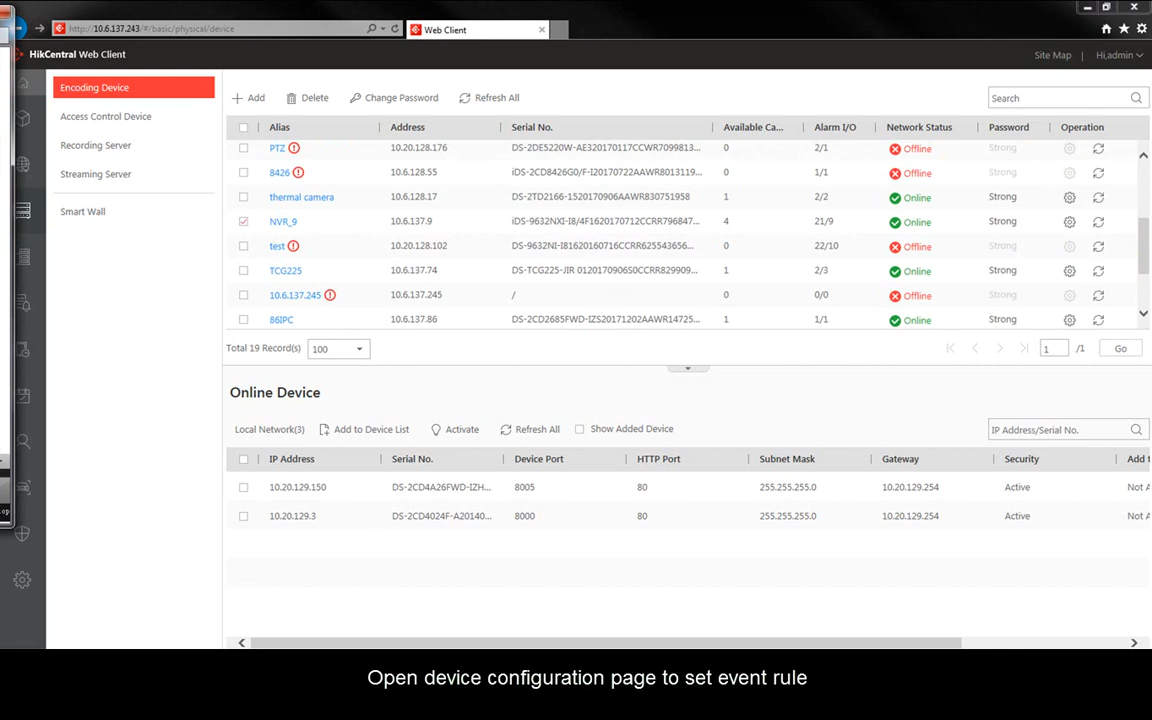 http://10.6.137.243/#/basic/physical/device
Web Client
HikCentral Web Client
Site Map | Hi,admin
Encoding Device
Access Control Device
Recording Server
Streaming Server
Smart Wall
Add Delete Change Password Refresh All Search
Alias Address Serial No. Available Ca... Alarm I/O Network Status Password Operation
PTZ 10.20.128.176 DS-2DE5220W-AE320170117CCWR7099813... 0 2/1 Offline Strong
8426 10.6.128.55 iDS-2CD8426G0/F-I20170722AAWR8013119... 0 1/1 Offline Strong
thermal camera 10.6.128.17 DS-2TD2166-1520170906AAWR830751958 1 2/2 Online Strong
NVR_9 10.6.137.9 iDS-9632NXI-I8/4F1620170712CCRR796847... 4 21/9 Online Strong
test 10.20.128.102 DS-9632NI-I81620160716CCRR625543656... 0 22/10 Offline Strong
TCG225 10.6.137.74 DS-TCG225-JIR 0120170906S0CCRR829909... 1 2/3 Online Strong
10.6.137.245 10.6.137.245 / 0 0/0 Offline Strong
86IPC 10.6.137.86 DS-2CD2685FWD-IZS20171202AAWR14725... 1 1/1 Online Strong
Total 19 Record(s) 100 1 /1 Go
Online Device
Local Network(3) Add to Device List Activate Refresh All Show Added Device IP Address/Serial No.
IP Address Serial No. Device Port HTTP Port Subnet Mask Gateway Security Add t
10.20.129.150 DS-2CD4A26FWD-IZH... 8005 80 255.255.255.0 10.20.129.254 Active Not A
10.20.129.3 DS-2CD4024F-A20140... 8000 80 255.255.255.0 10.20.129.254 Active Not A
Open device configuration page to set event rule